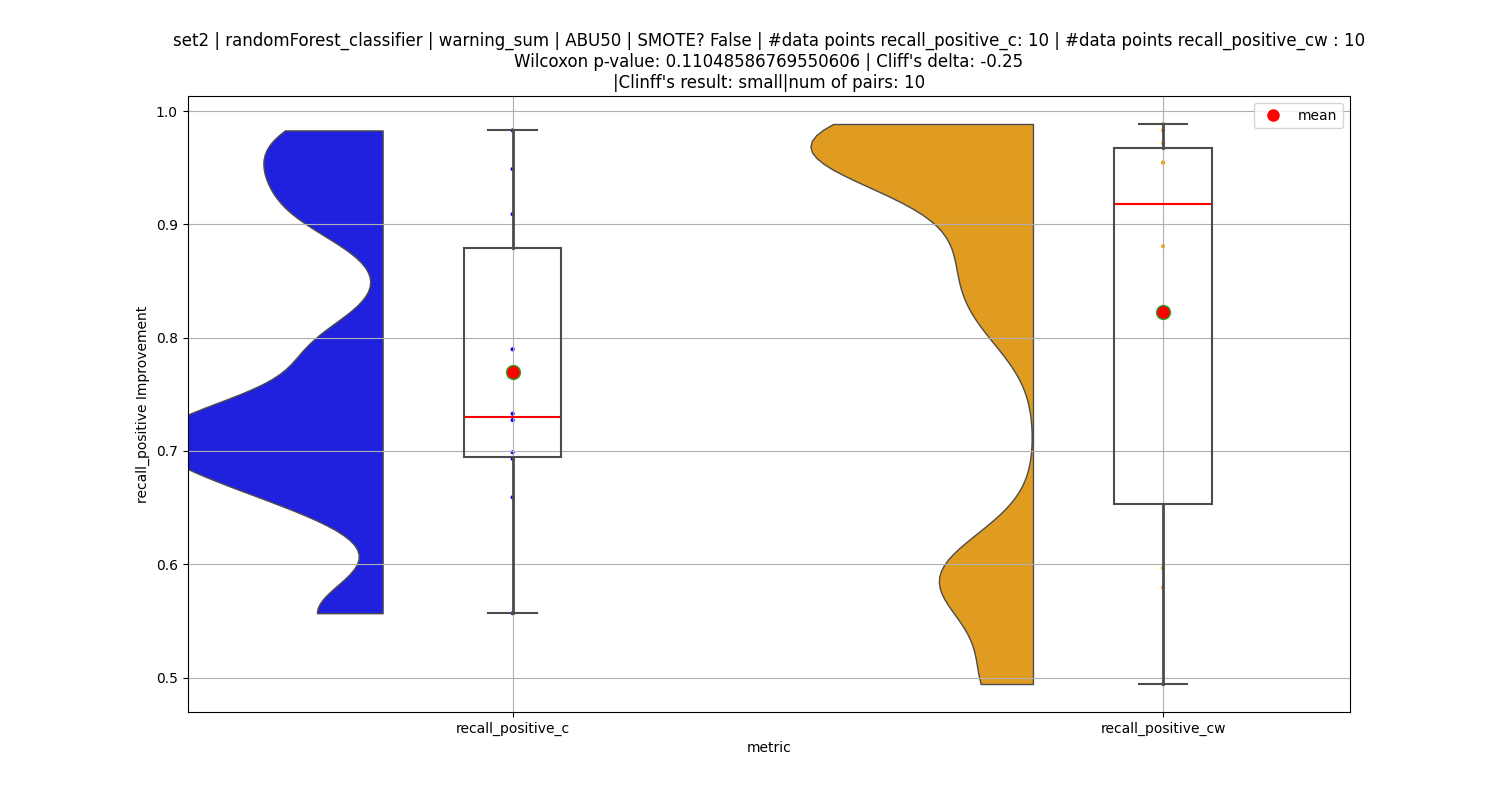 set2 | randomForest_classifier | warning_sum | ABU50 | SMOTE? False | #data points recall_positive_c: 10 | #data points recall_positive_cw : 10
Wilcoxon p-value: 0.11048586769550606 | Cliff's delta: -0.25
|Clinff's result: small|num of pairs: 10
mean
1.0
0.9
0.8
0.7
0.6
0.5
recall_positive Improvement
recall_positive_c
recall_positive_cw
metric